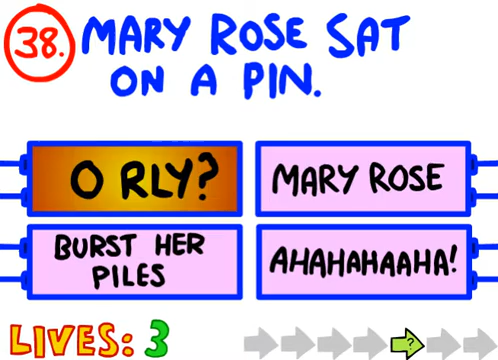 38. MARY ROSE SAT
ON A PIN.
O RLY?
MARY ROSE
BURST HER
PILES
AHAHAHAAHA!
LIVES: 3
?